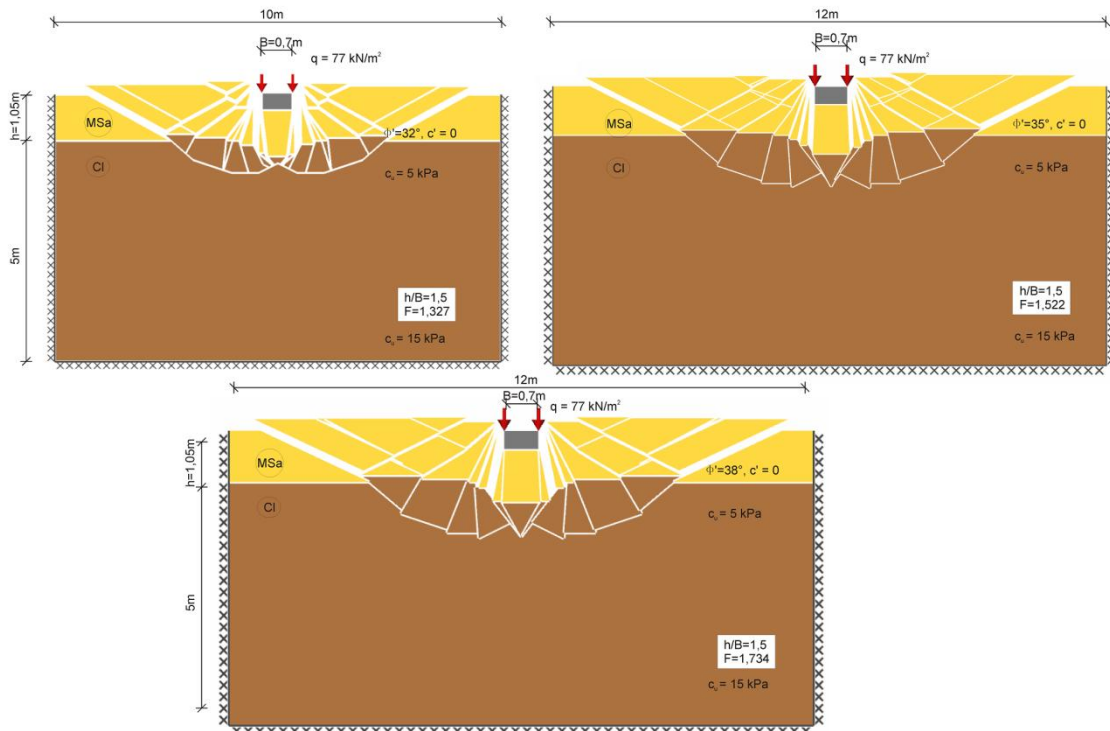 10m
B=0,7m
q = 77 kN/m²
h=1,05m
MSa
ϕ'=32°, c' = 0
Cl
cᵤ = 5 kPa
5m
h/B=1,5
F=1,327
cᵤ = 15 kPa
12m
B=0,7m
q = 77 kN/m²
MSa
ϕ'=35°, c' = 0
Cl
cᵤ = 5 kPa
h/B=1,5
F=1,522
cᵤ = 15 kPa
12m
B=0,7m
q = 77 kN/m²
h=1,05m
MSa
ϕ'=38°, c' = 0
Cl
cᵤ = 5 kPa
5m
h/B=1,5
F=1,734
cᵤ = 15 kPa